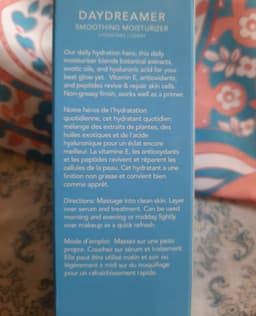 DAYDREAMER
SMOOTHING MOISTURIZER
HYDRATANT LISSANT
Our daily hydration hero, this daily
moisturiser blends botanical extracts,
exotic oils, and hyaluronic acid for your
best glow yet. Vitamin E, antioxidants,
and peptides revive & repair skin cells.
Non-greasy finish, works well as a primer.
Notre héros de l'hydratation
quotidienne, cet hydratant quotidien
mélange des extraits de plantes, des
huiles exotiques et de l'acide
hyaluronique pour un éclat encore
meilleur. La vitamine E, les antioxydants
et les peptides ravivent et réparent les
cellules de la peau. Cet hydratant a une
finition non grasse et convient bien
comme apprêt.
Directions: Massage into clean skin. Layer
over serum and treatment. Can be used
morning and evening or midday lightly
over makeup as a quick refresh.
Mode d'emploi: Massez sur une peau
propre. Couchez sur sérum et traitement.
Elle peut être utilisé matin et soir ou
légèrement à midi sur du maquillage
pour un rafraîchissement rapide.